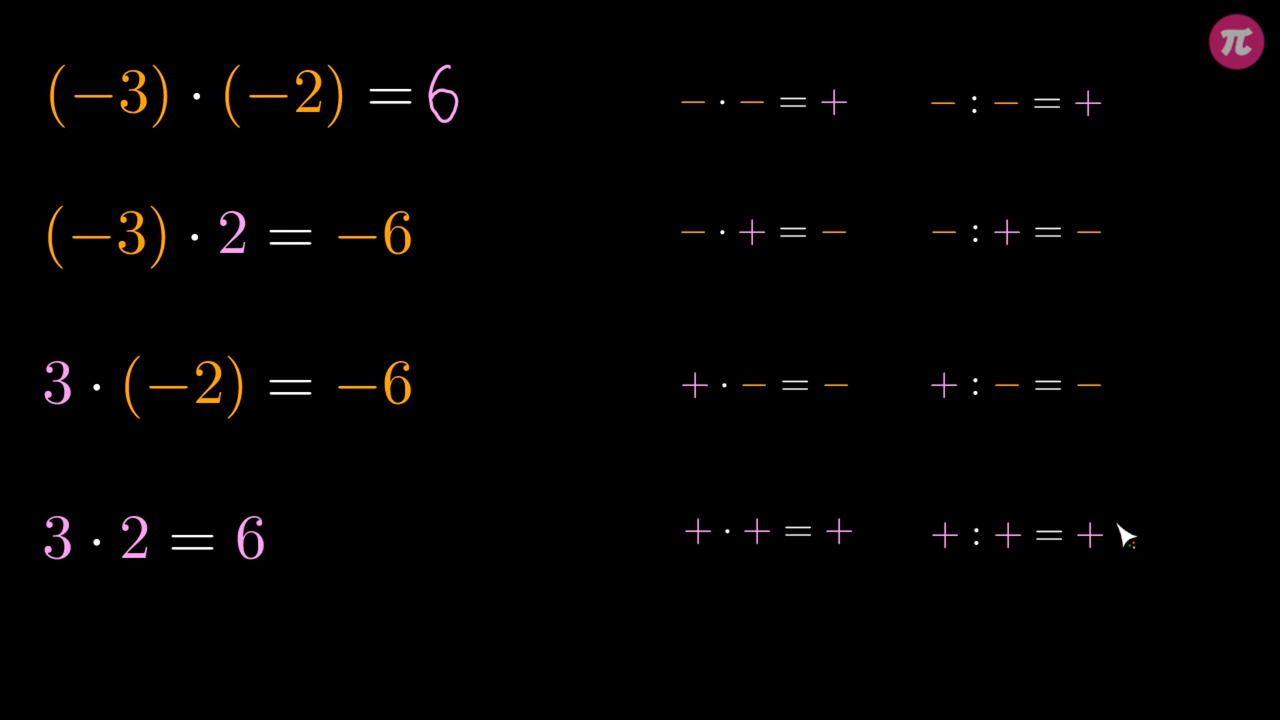 π
(−3) · (−2) = 6 − · − = + − : − = +
(−3) · 2 = −6 − · + = − − : + = −
3 · (−2) = −6 + · − = − + : − = −
3 · 2 = 6 + · + = + + : + = +